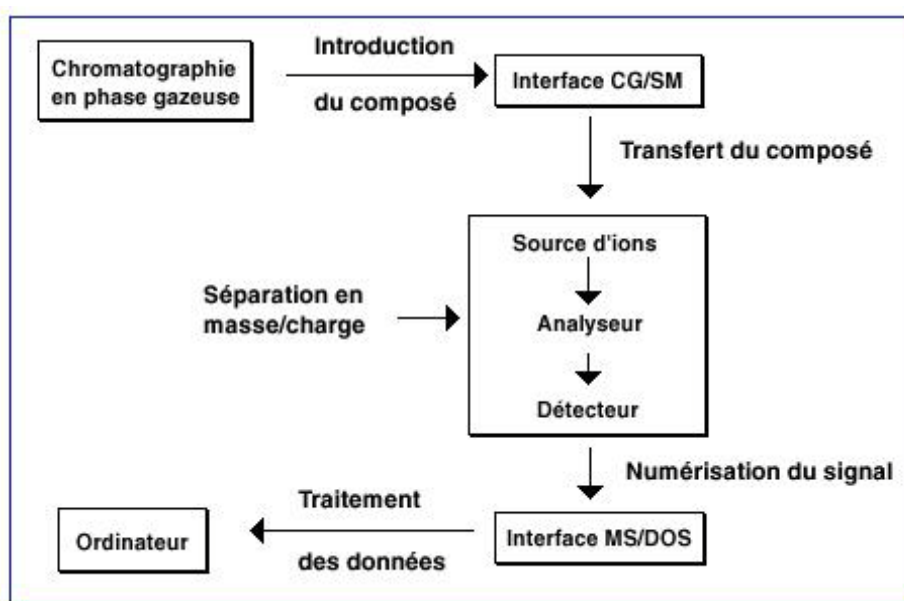 Chromatographie
en phase gazeuse
Introduction
du composé
Interface CG/SM
Transfert du composé
Source d'ions
Séparation en
masse/charge
Analyseur
Détecteur
Numérisation du signal
Interface MS/DOS
Traitement
des données
Ordinateur